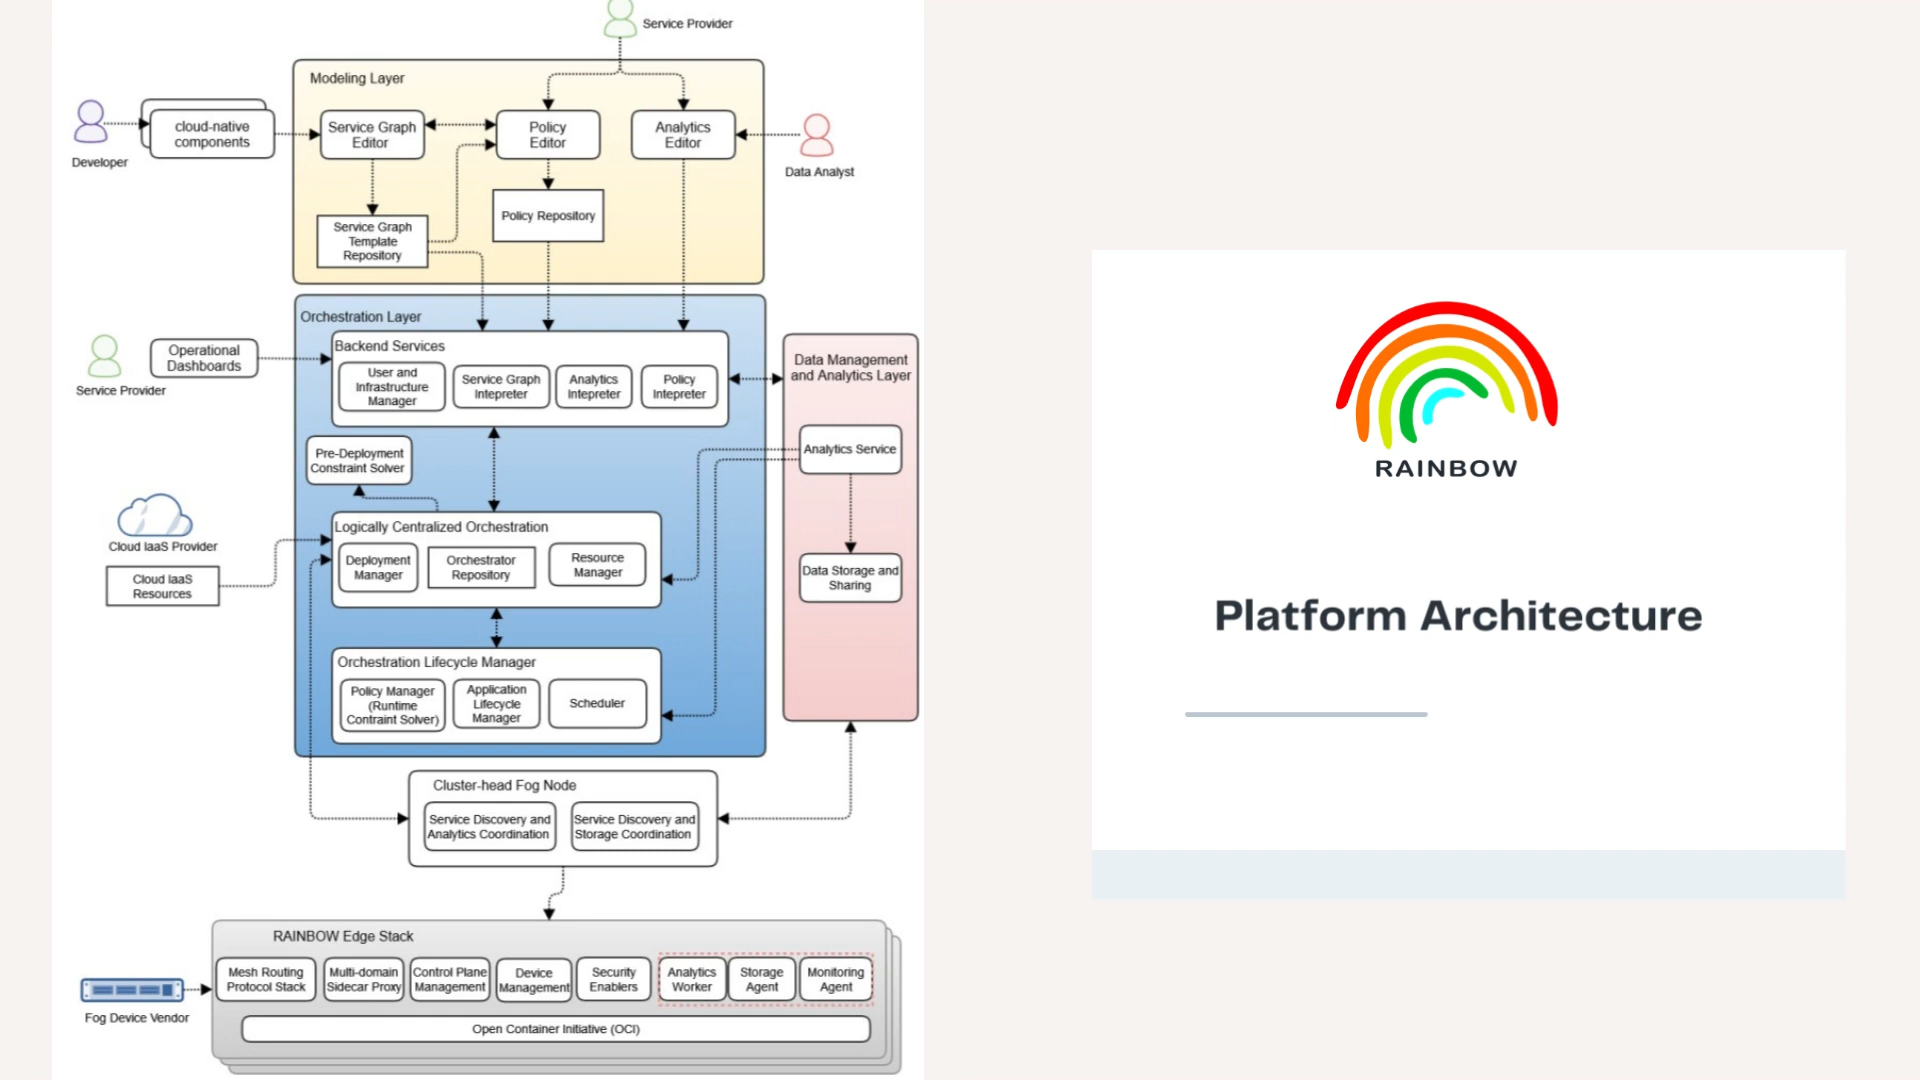 Service Provider
Modeling Layer
Developer
cloud-native
components
Service Graph
Editor
Policy
Editor
Analytics
Editor
Data Analyst
Service Graph
Template
Repository
Policy Repository
Orchestration Layer
Service Provider
Operational
Dashboards
Backend Services
User and
Infrastructure
Manager
Service Graph
Intepreter
Analytics
Intepreter
Policy
Intepreter
Data Management
and Analytics Layer
Pre-Deployment
Constraint Solver
Analytics Service
Cloud IaaS Provider
Cloud IaaS
Resources
Logically Centralized Orchestration
Deployment
Manager
Orchestrator
Repository
Resource
Manager
Data Storage and
Sharing
Orchestration Lifecycle Manager
Policy Manager
(Runtime
Contraint Solver)
Application
Lifecycle
Manager
Scheduler
Cluster-head Fog Node
Service Discovery and
Analytics Coordination
Service Discovery and
Storage Coordination
RAINBOW Edge Stack
Fog Device Vendor
Mesh Routing
Protocol Stack
Multi-domain
Sidecar Proxy
Control Plane
Management
Device
Management
Security
Enablers
Analytics
Worker
Storage
Agent
Monitoring
Agent
Open Container Initiative (OCI)
RAINBOW
Platform Architecture